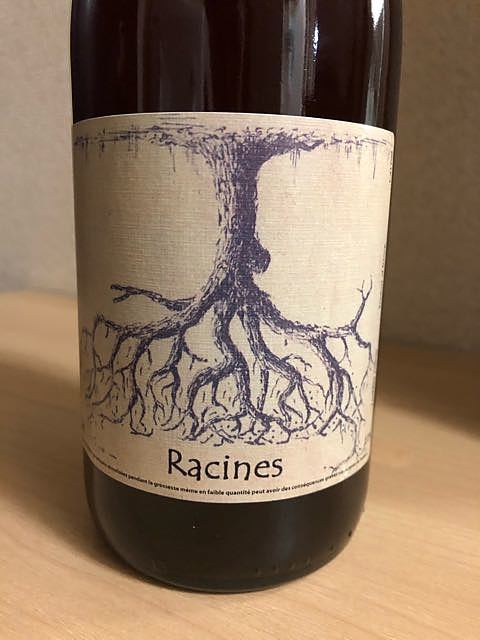 Racines
pendant la grossesse même en faible quantité peut avoir des conséquences